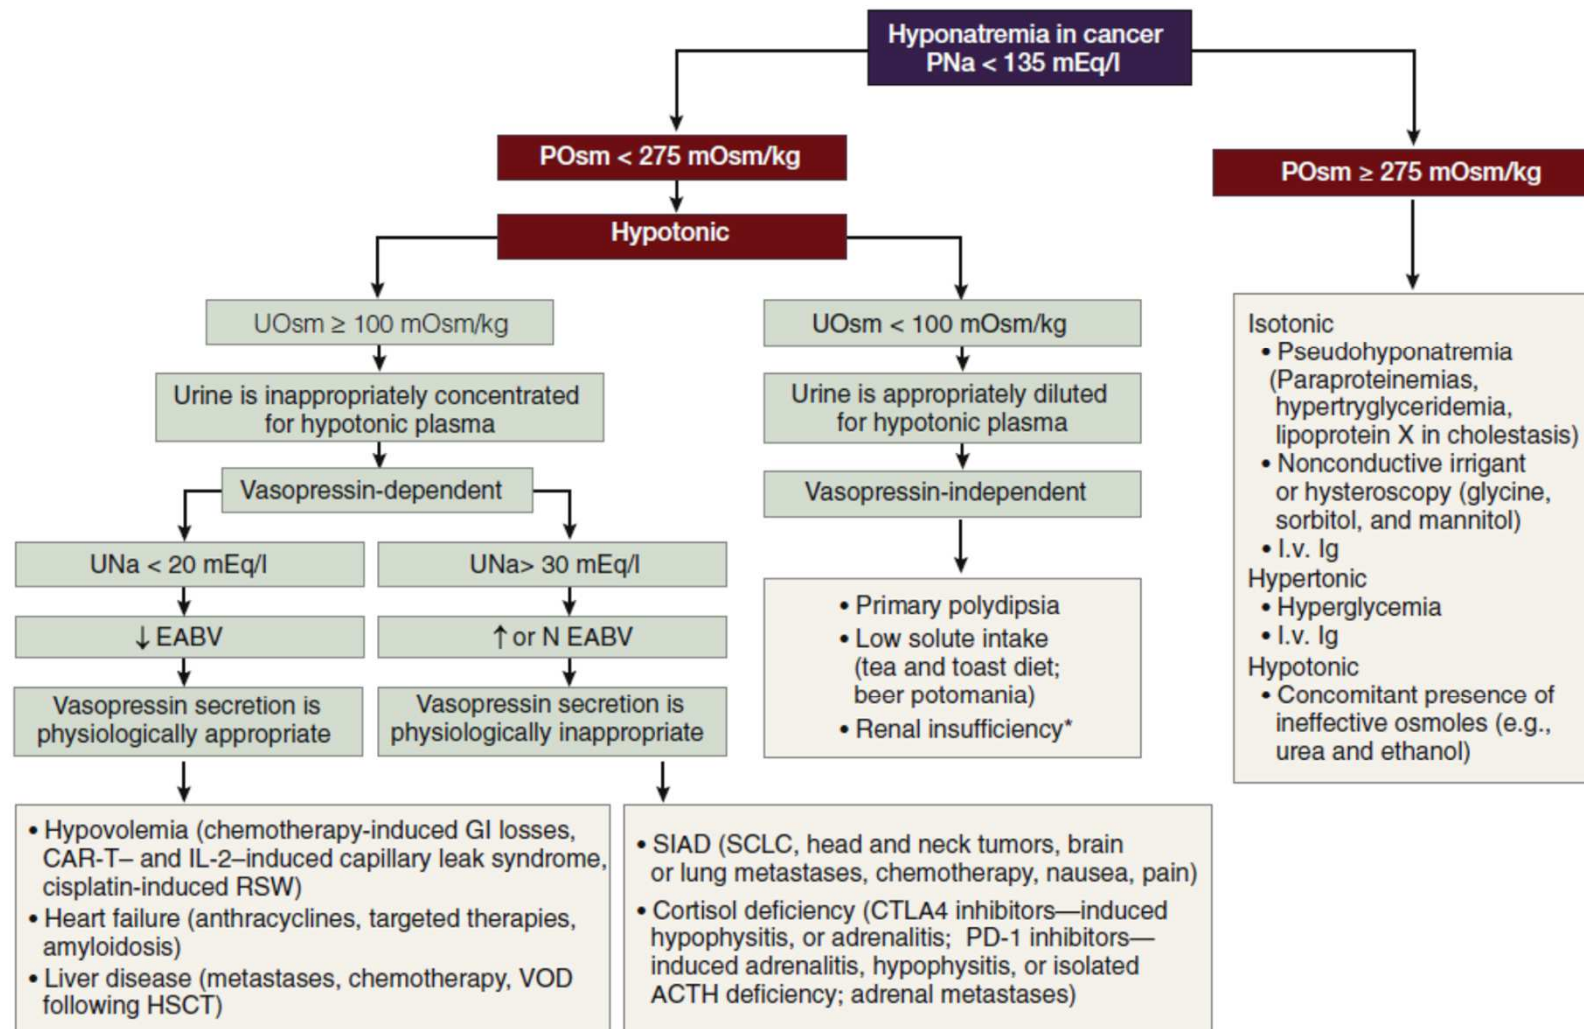 Hyponatremia in cancer
PNa < 135 mEq/l
POsm < 275 mOsm/kg
POsm ≥ 275 mOsm/kg
Hypotonic
UOsm ≥ 100 mOsm/kg
UOsm < 100 mOsm/kg
Urine is inappropriately concentrated
for hypotonic plasma
Urine is appropriately diluted
for hypotonic plasma
Vasopressin-dependent
Vasopressin-independent
UNa < 20 mEq/l
UNa> 30 mEq/l
↓ EABV
↑ or N EABV
Vasopressin secretion is
physiologically appropriate
Vasopressin secretion is
physiologically inappropriate
• Primary polydipsia
• Low solute intake
(tea and toast diet;
beer potomania)
• Renal insufficiency*
Isotonic
• Pseudohyponatremia
(Paraproteinemias,
hypertryglyceridemia,
lipoprotein X in cholestasis)
• Nonconductive irrigant
or hysteroscopy (glycine,
sorbitol, and mannitol)
• I.v. Ig
Hypertonic
• Hyperglycemia
• I.v. Ig
Hypotonic
• Concomitant presence of
ineffective osmoles (e.g.,
urea and ethanol)
• Hypovolemia (chemotherapy-induced GI losses,
CAR-T– and IL-2–induced capillary leak syndrome,
cisplatin-induced RSW)
• Heart failure (anthracyclines, targeted therapies,
amyloidosis)
• Liver disease (metastases, chemotherapy, VOD
following HSCT)
• SIAD (SCLC, head and neck tumors, brain
or lung metastases, chemotherapy, nausea, pain)
• Cortisol deficiency (CTLA4 inhibitors—induced
hypophysitis, or adrenalitis; PD-1 inhibitors—
induced adrenalitis, hypophysitis, or isolated
ACTH deficiency; adrenal metastases)